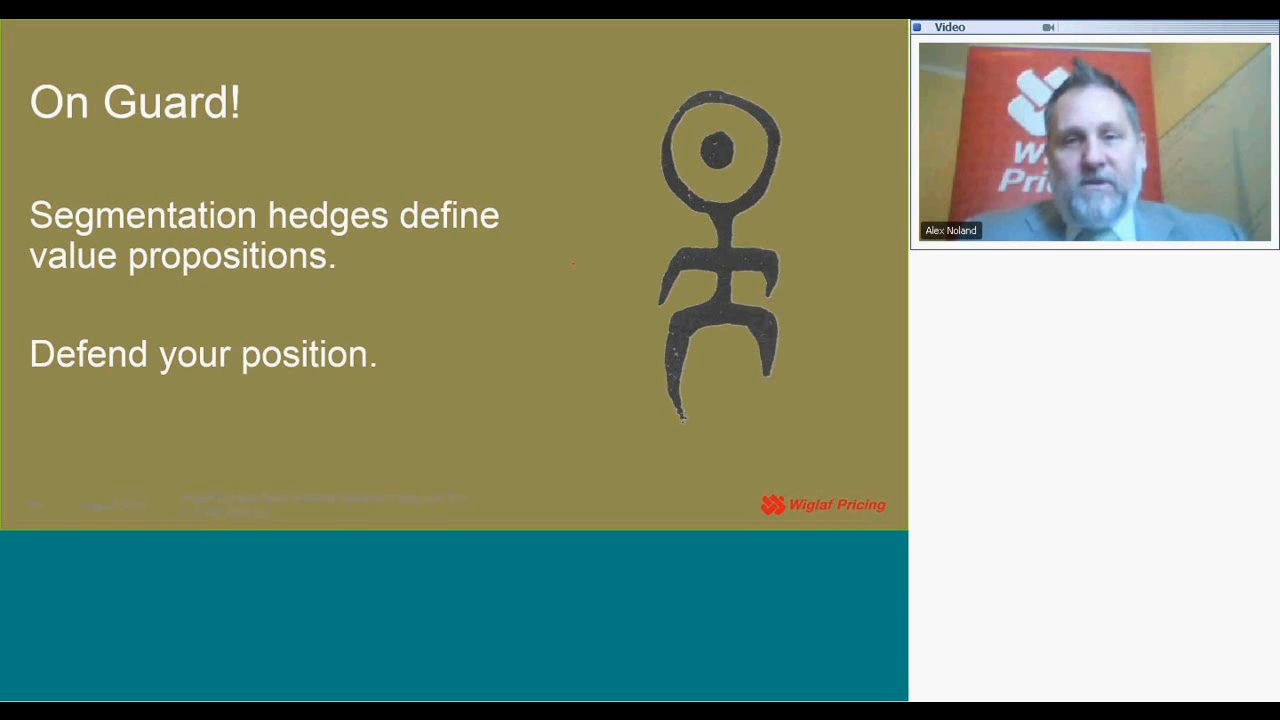 On Guard!
Segmentation hedges define
value propositions.
Defend your position.
Wiglaf Pricing
Video
Alex Noland